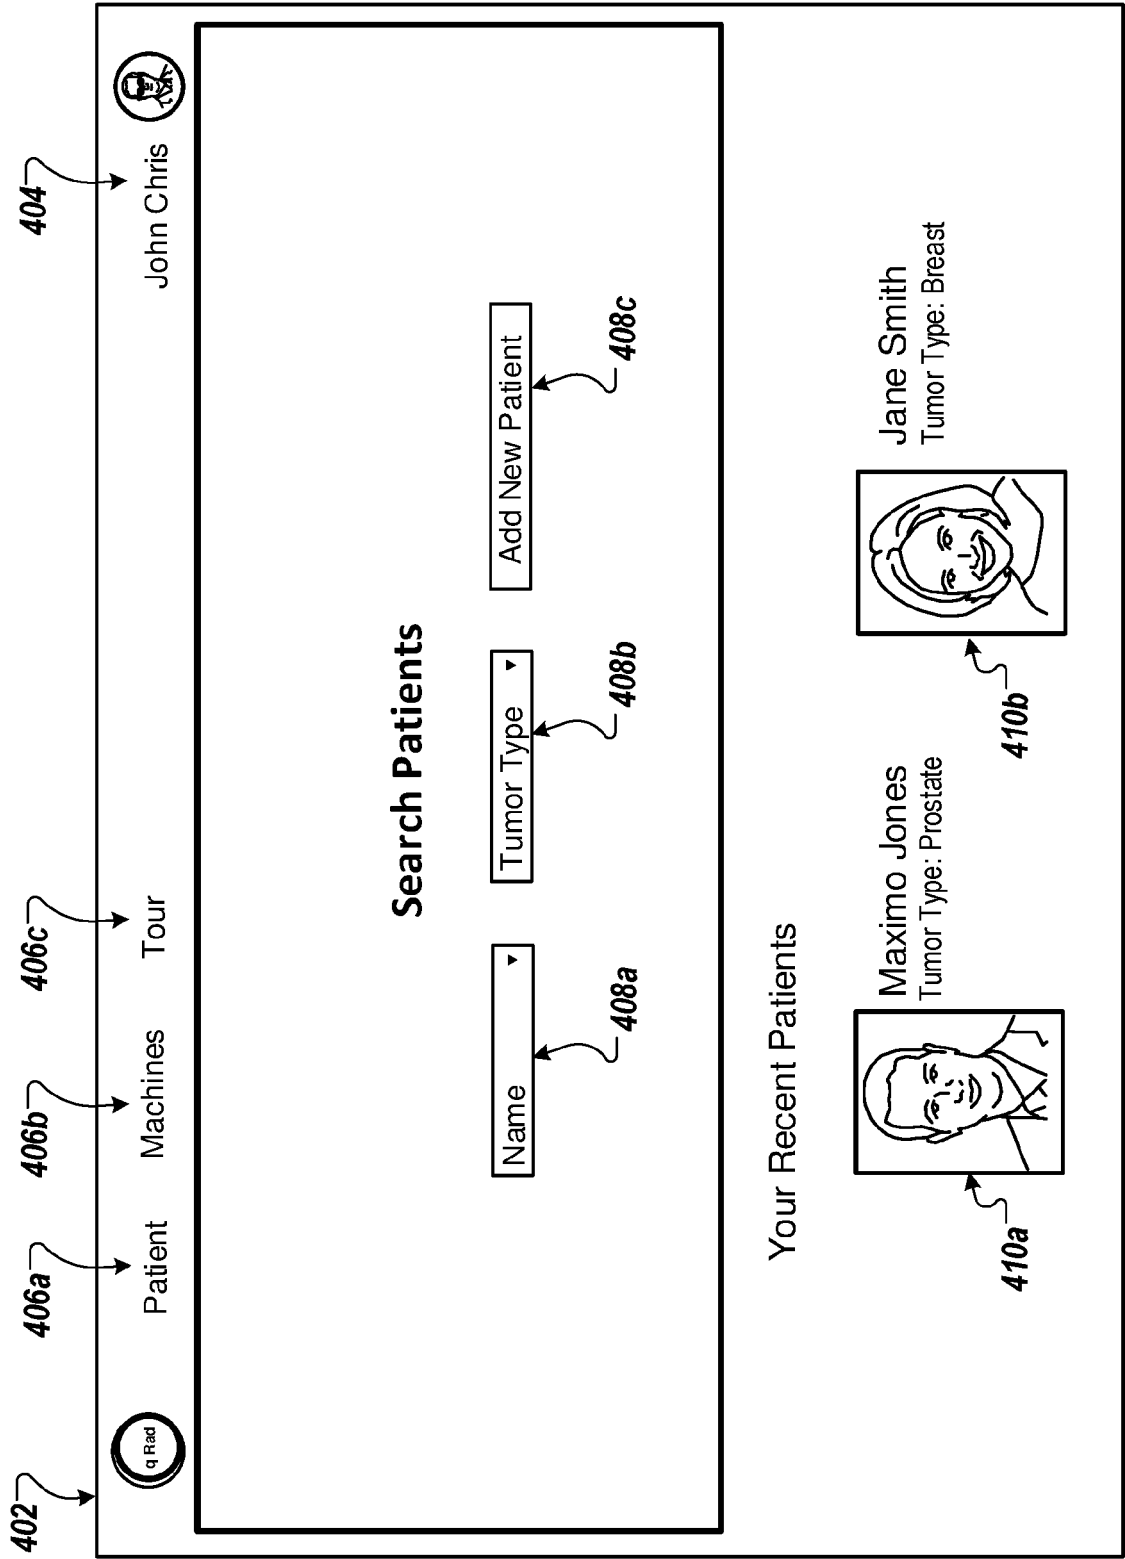 402
406a
406b
406c
404
q Rad
Patient
Machines
Tour
John Chris
Search Patients
Name
Tumor Type
Add New Patient
408a
408b
408c
Your Recent Patients
Maximo Jones
Tumor Type: Prostate
Jane Smith
Tumor Type: Breast
410a
410b